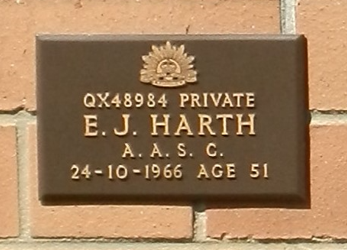 QX48984 PRIVATE
E. J. HARTH
A. A. S. C.
24-10-1966 AGE 51